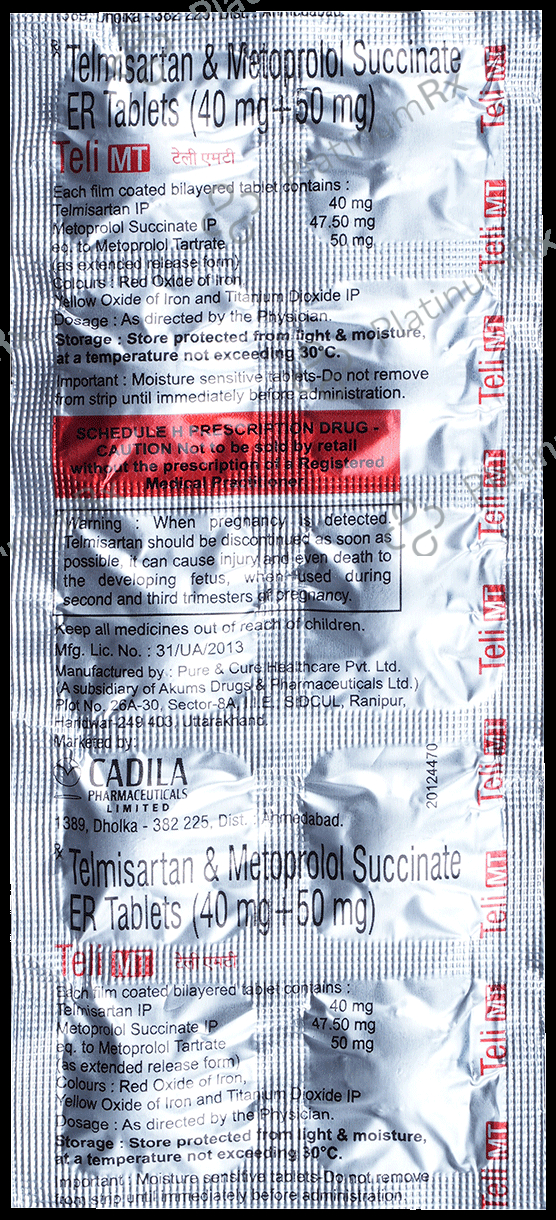 1389, Dholka - 382 225, Dist. : Ahmedabad.
Rx Telmisartan & Metoprolol Succinate
ER Tablets (40 mg+50 mg)
Teli MT टेली एमटी
Each film coated bilayered tablet contains :
Telmisartan IP 40 mg
Metoprolol Succinate IP 47.50 mg
eq. to Metoprolol Tartrate 50 mg
(as extended release form)
Colours : Red Oxide of Iron,
Yellow Oxide of Iron and Titanium Dioxide IP
Dosage : As directed by the Physician.
Storage : Store protected from light & moisture,
at a temperature not exceeding 30°C.
Important : Moisture sensitive tablets-Do not remove
from strip until immediately before administration.
SCHEDULE H PRESCRIPTION DRUG -
CAUTION Not to be sold by retail
without the prescription of a Registered
Medical Practitioner.
Warning : When pregnancy is detected.
Telmisartan should be discontinued as soon as
possible, it can cause injury and even death to
the developing fetus, when used during
second and third trimesters of pregnancy.
Keep all medicines out of reach of children.
Mfg. Lic. No. : 31/UA/2013
Manufactured by : Pure & Cure Healthcare Pvt. Ltd.
(A subsidiary of Akums Drugs & Pharmaceuticals Ltd.)
Plot No. 26A-30, Sector-8A, I.I.E. SIDCUL, Ranipur,
Haridwar-249 403, Uttarakhand.
Marketed by:
CADILA
PHARMACEUTICALS
LIMITED
20124470
1389, Dholka - 382 225, Dist. : Ahmedabad.
Rx Telmisartan & Metoprolol Succinate
ER Tablets (40 mg+50 mg)
Teli MT टेली एमटी
Each film coated bilayered tablet contains :
Telmisartan IP 40 mg
Metoprolol Succinate IP 47.50 mg
eq. to Metoprolol Tartrate 50 mg
(as extended release form)
Colours : Red Oxide of Iron,
Yellow Oxide of Iron and Titanium Dioxide IP
Dosage : As directed by the Physician.
Storage : Store protected from light & moisture,
at a temperature not exceeding 30°C.
Important : Moisture sensitive tablets-Do not remove
from strip until immediately before administration.
Teli MT
Teli MT
Teli MT
Teli MT
Teli MT
Teli MT
Teli MT
Teli MT
Teli MT
PlatinumRx
PlatinumRx
PlatinumRx